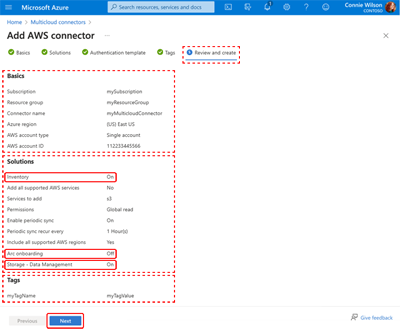 Microsoft Azure
Search resources, services and docs
Connie Wilson
CONTOSO
Home > Multicloud connectors >
Add AWS connector ...
Basics Solutions Authentication template Tags 5 Review and create
Basics
Subscription mySubscription
Resource group myResourceGroup
Connector name myMulticloudConnector
Azure region (US) East US
AWS account type Single account
AWS account ID 112233445566
Solutions
Inventory On
Add all supported AWS services No
Services to add s3
Permissions Global read
Enable periodic sync On
Periodic sync recur every 1 Hour(s)
Include all supported AWS regions Yes
Arc onboarding Off
Storage - Data Management On
Tags
myTagName myTagValue
Previous Next Give feedback